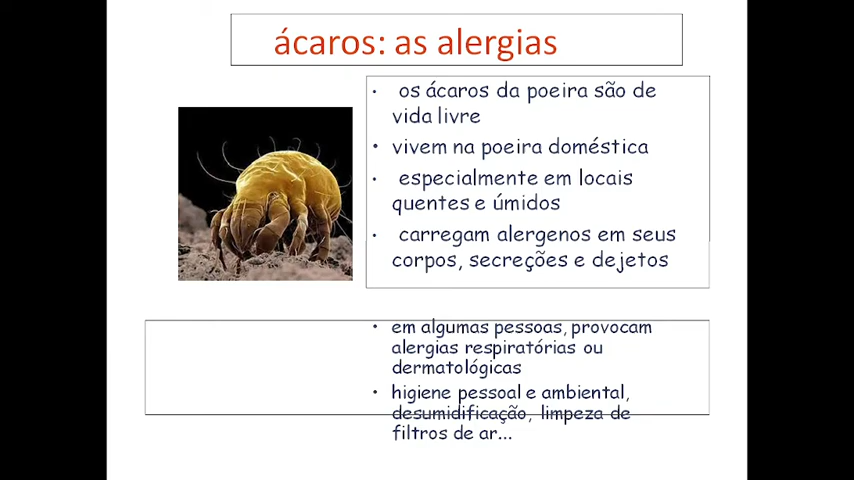 ácaros: as alergias
• os ácaros da poeira são de
vida livre
• vivem na poeira doméstica
• especialmente em locais
quentes e úmidos
• carregam alergenos em seus
corpos, secreções e dejetos
• em algumas pessoas, provocam
alergias respiratórias ou
dermatológicas
• higiene pessoal e ambiental,
desumidificação, limpeza de
filtros de ar...